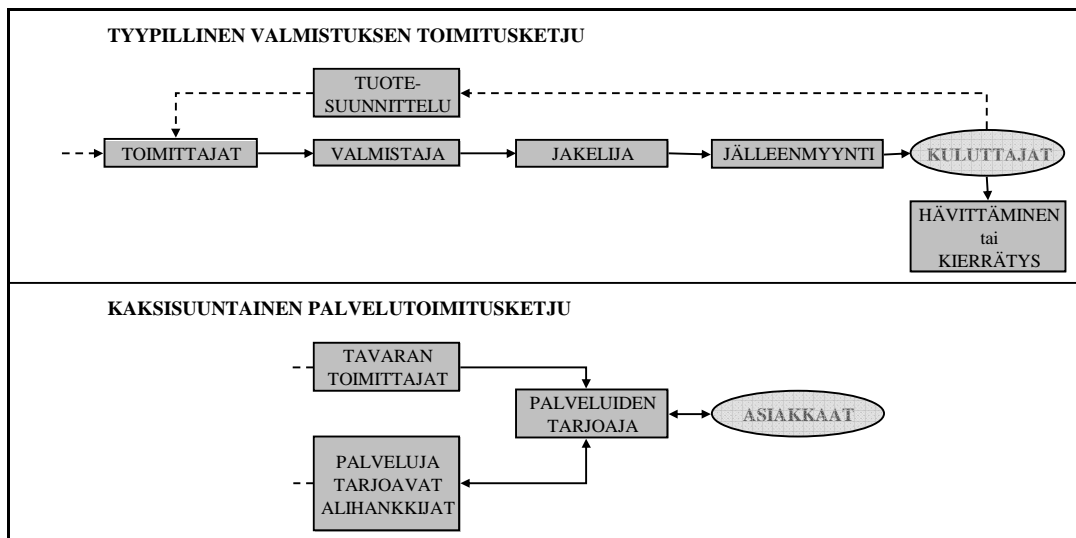 TYYPILLINEN VALMISTUKSEN TOIMITUSKETJU
TUOTE-
SUUNNITTELU
TOIMITTAJAT
VALMISTAJA
JAKELIJA
JÄLLEENMYYNTI
KULUTTAJAT
HÄVITTÄMINEN
tai
KIERRÄTYS
KAKSISUUNTAINEN PALVELUTOIMITUSKETJU
TAVARAN
TOIMITTAJAT
PALVELUIDEN
TARJOAJA
ASIAKKAAT
PALVELUJA
TARJOAVAT
ALIHANKKIJAT